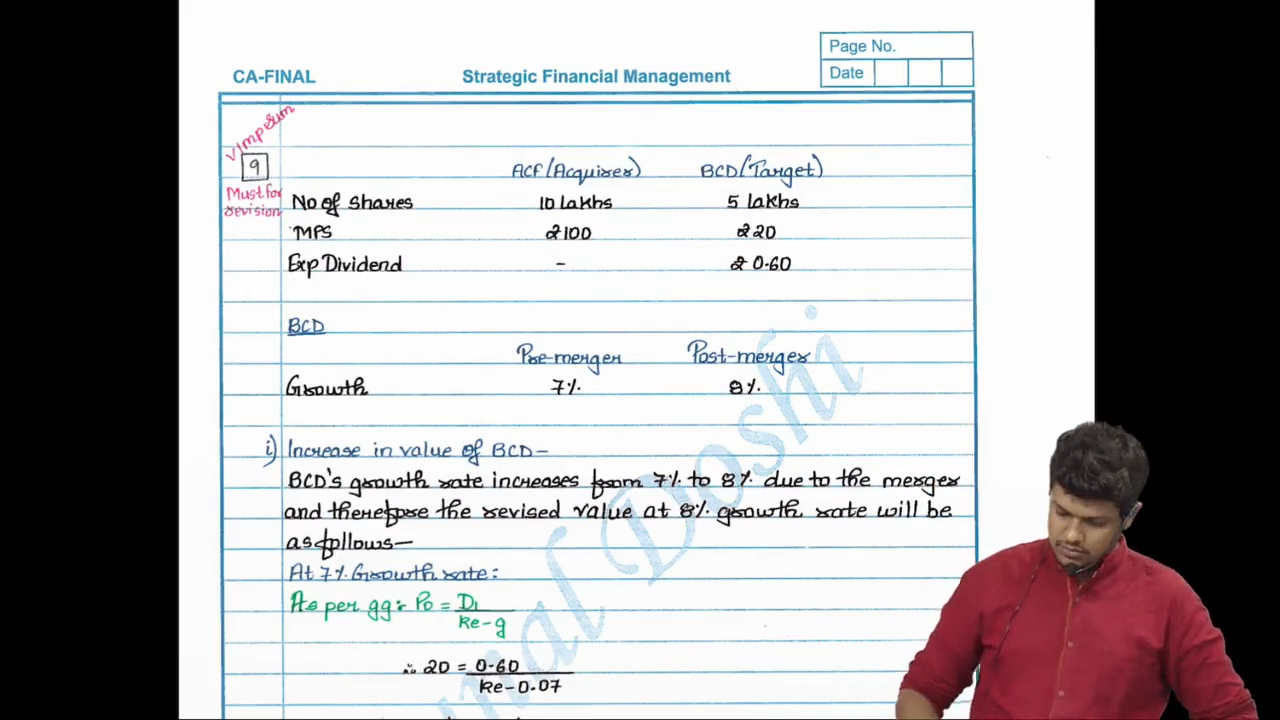 Page No.
CA-FINAL Strategic Financial Management
Date
V Imp Sum
9
Must for
revision
ACF (Acquirer) BCD (Target)
No of Shares 10 lakhs 5 lakhs
MPS ₹100 ₹20
Exp Dividend - ₹0.60
BCD
Pre-merger Post-merger
Growth 7% 8%
i) Increase in value of BCD-
BCD's growth rate increases from 7% to 8% due to the merger
and therefore the revised value at 8% growth rate will be
as follows-
At 7% Growth rate:
As per gg: P0 = D1
ke-g
∴ 20 = 0.60
ke-0.07
Doshi